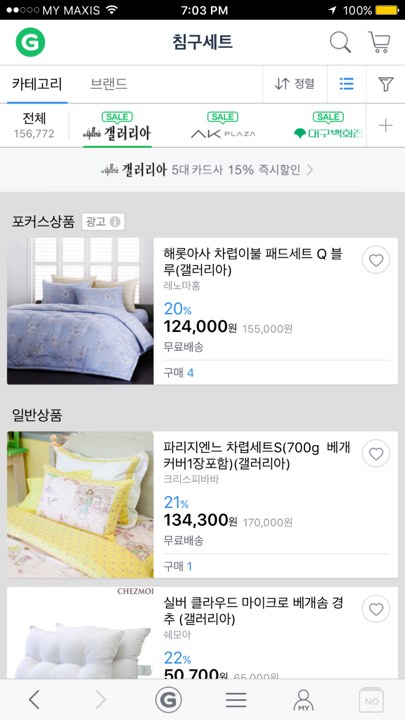 MY MAXIS 7:03 PM 100%
G 침구세트
카테고리 브랜드 정렬
SALE SALE SALE
전체 갤러리아 AK PLAZA 대구백화점
156,772
갤러리아 5대 카드사 15% 즉시할인
포커스상품 광고
해롯아사 차렵이불 패드세트 Q 블
루(갤러리아)
레노마홈
20%
124,000원 155,000원
무료배송
구매 4
일반상품
파리지엔느 차렵세트S(700g 베개
커버1장포함)(갤러리아)
크리스피바바
21%
134,300원 170,000원
무료배송
구매 1
CHEZMOI
실버 클라우드 마이크로 베개솜 경
추 (갤러리아)
쉐모아
22%
50,700원 65,000원
G MY NO